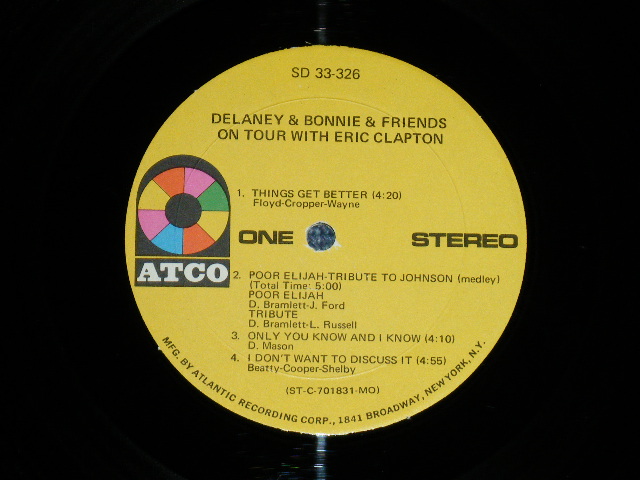 SD 33-326
DELANEY & BONNIE & FRIENDS
ON TOUR WITH ERIC CLAPTON
1. THINGS GET BETTER (4:20)
Floyd-Cropper-Wayne
ONE STEREO
ATCO
2. POOR ELIJAH-TRIBUTE TO JOHNSON (medley)
(Total Time: 5:00)
POOR ELIJAH
D. Bramlett-J. Ford
TRIBUTE
D. Bramlett-L. Russell
3. ONLY YOU KNOW AND I KNOW (4:10)
D. Mason
4. I DON'T WANT TO DISCUSS IT (4:55)
Beatty-Cooper-Shelby
(ST-C-701831-MO)
MFG. BY ATLANTIC RECORDING CORP., 1841 BROADWAY, NEW YORK, N.Y.